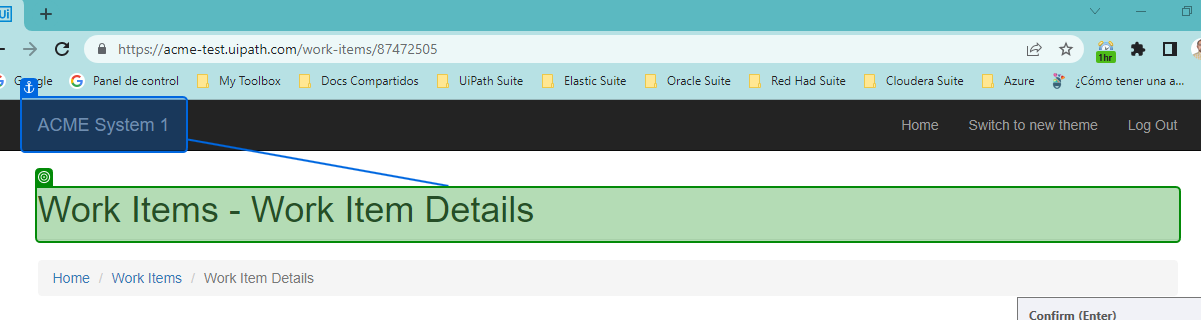 Ui
https://acme-test.uipath.com/work-items/87472505
1hr
Google Panel de control My Toolbox Docs Compartidos UiPath Suite Elastic Suite Oracle Suite Red Had Suite Cloudera Suite Azure ¿Cómo tener una a...
ACME System 1 Home Switch to new theme Log Out
Work Items - Work Item Details
Home / Work Items / Work Item Details
Confirm (Enter)